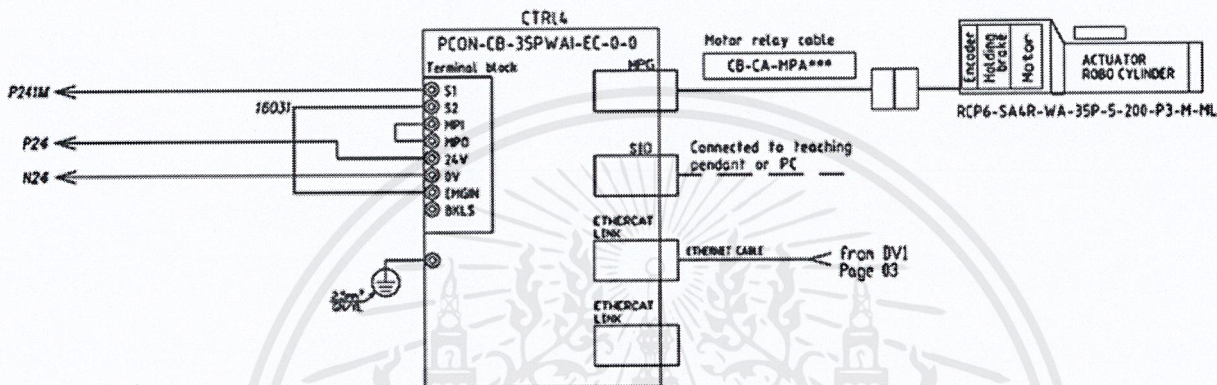 CTRL4
PCON-CB-35PWAI-EC-0-0
Terminal block
S1
S2
MPI
MPO
24V
0V
EMGIN
BKLS
P241M
16031
P24
N24
MPG
SIO
ETHERCAT
LINK
ETHERCAT
LINK
Motor relay cable
CB-CA-MPA***
Connected to teaching
pendant or PC
ETHERNET CABLE
from DV1
Page 03
Encoder
Holding
brake
Motor
ACTUATOR
ROBO CYLINDER
RCP6-SA4R-WA-35P-5-200-P3-M-ML